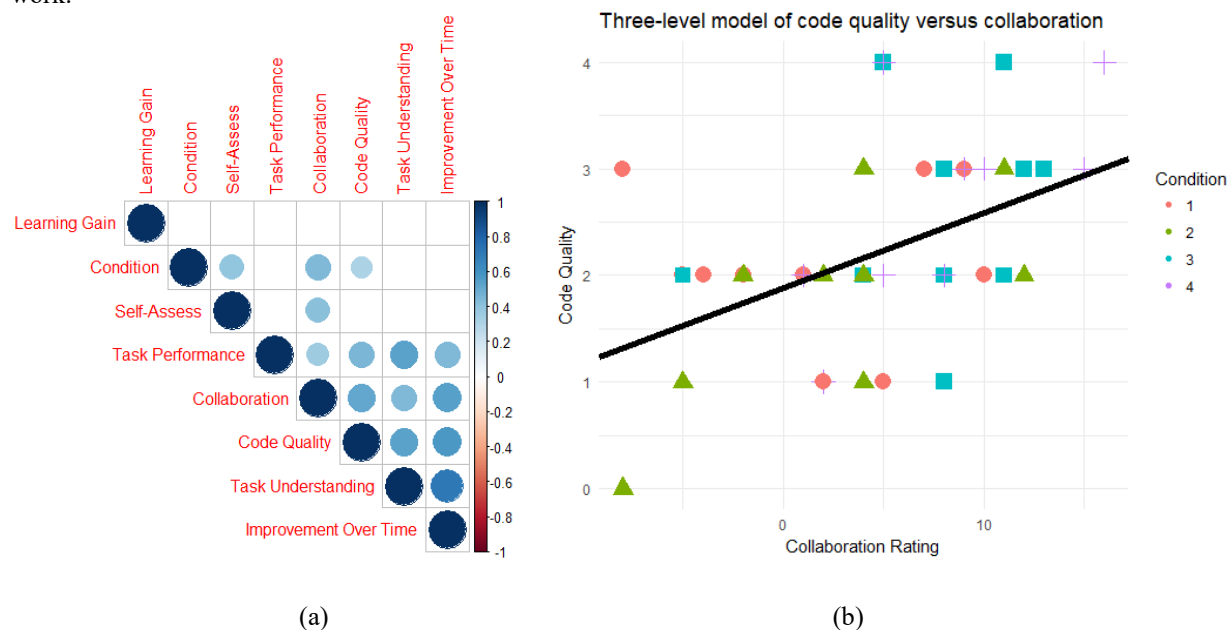 work.
Learning Gain
Condition
Self-Assess
Task Performance
Collaboration
Code Quality
Task Understanding
Improvement Over Time
Learning Gain
Condition
Self-Assess
Task Performance
Collaboration
Code Quality
Task Understanding
Improvement Over Time
1
0.8
0.6
0.4
0.2
0
-0.2
-0.4
-0.6
-0.8
-1
(a)
Three-level model of code quality versus collaboration
Code Quality
4
3
2
1
0
0 10
Collaboration Rating
Condition
1
2
3
4
(b)